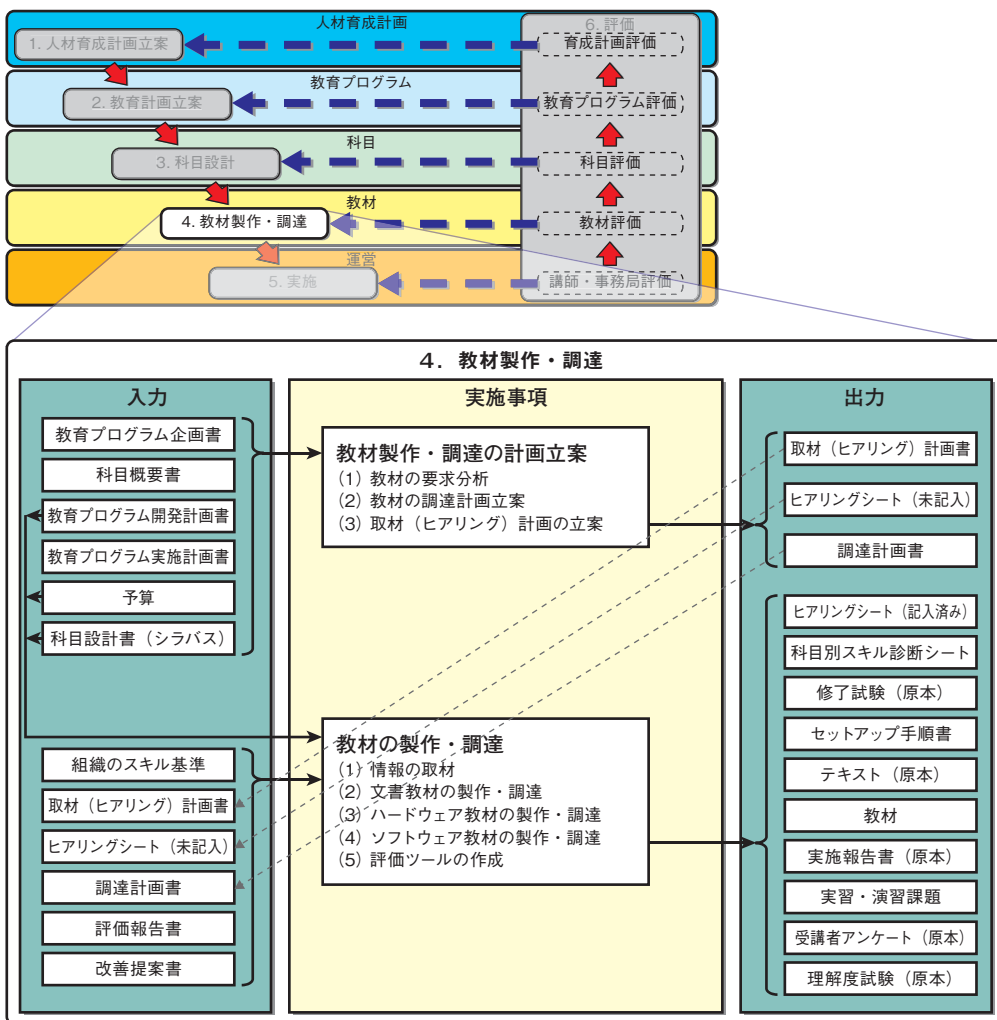 人材育成計画
6. 評価
1. 人材育成計画立案
育成計画評価
教育プログラム
2. 教育計画立案
教育プログラム評価
科目
3. 科目設計
科目評価
教材
4. 教材製作・調達
教材評価
運営
5. 実施
講師・事務局評価
4. 教材製作・調達
入力
教育プログラム企画書
科目概要書
教育プログラム開発計画書
教育プログラム実施計画書
予算
科目設計書（シラバス）
組織のスキル基準
取材（ヒアリング）計画書
ヒアリングシート（未記入）
調達計画書
評価報告書
改善提案書
実施事項
教材製作・調達の計画立案
(1) 教材の要求分析
(2) 教材の調達計画立案
(3) 取材（ヒアリング）計画の立案
教材の製作・調達
(1) 情報の取材
(2) 文書教材の製作・調達
(3) ハードウェア教材の製作・調達
(4) ソフトウェア教材の製作・調達
(5) 評価ツールの作成
出力
取材（ヒアリング）計画書
ヒアリングシート（未記入）
調達計画書
ヒアリングシート（記入済み）
科目別スキル診断シート
修了試験（原本）
セットアップ手順書
テキスト（原本）
教材
実施報告書（原本）
実習・演習課題
受講者アンケート（原本）
理解度試験（原本）